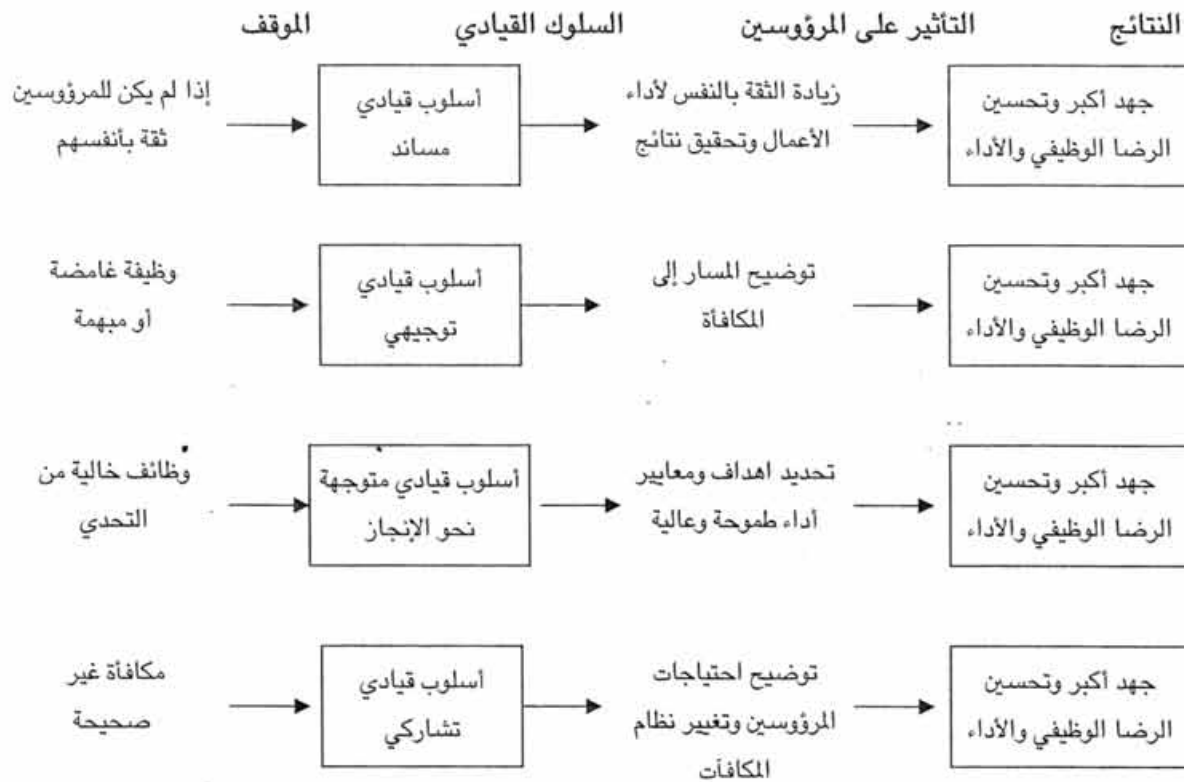 الموقف
السلوك القيادي
التأثير على المرؤوسين
النتائج
إذا لم يكن للمرؤوسين
ثقة بأنفسهم
أسلوب قيادي
مساند
زيادة الثقة بالنفس لأداء
الأعمال وتحقيق نتائج
جهد أكبر وتحسين
الرضا الوظيفي والأداء
وظيفة غامضة
أو مبهمة
أسلوب قيادي
توجيهي
توضيح المسار إلى
المكافأة
جهد أكبر وتحسين
الرضا الوظيفي والأداء
وظائف خالية من
التحدي
أسلوب قيادي متوجهة
نحو الإنجاز
تحديد اهداف ومعايير
أداء طموحة وعالية
جهد أكبر وتحسين
الرضا الوظيفي والأداء
مكافأة غير
صحيحة
أسلوب قيادي
تشاركي
توضيح احتياجات
المرؤوسين وتغيير نظام
المكافآت
جهد أكبر وتحسين
الرضا الوظيفي والأداء